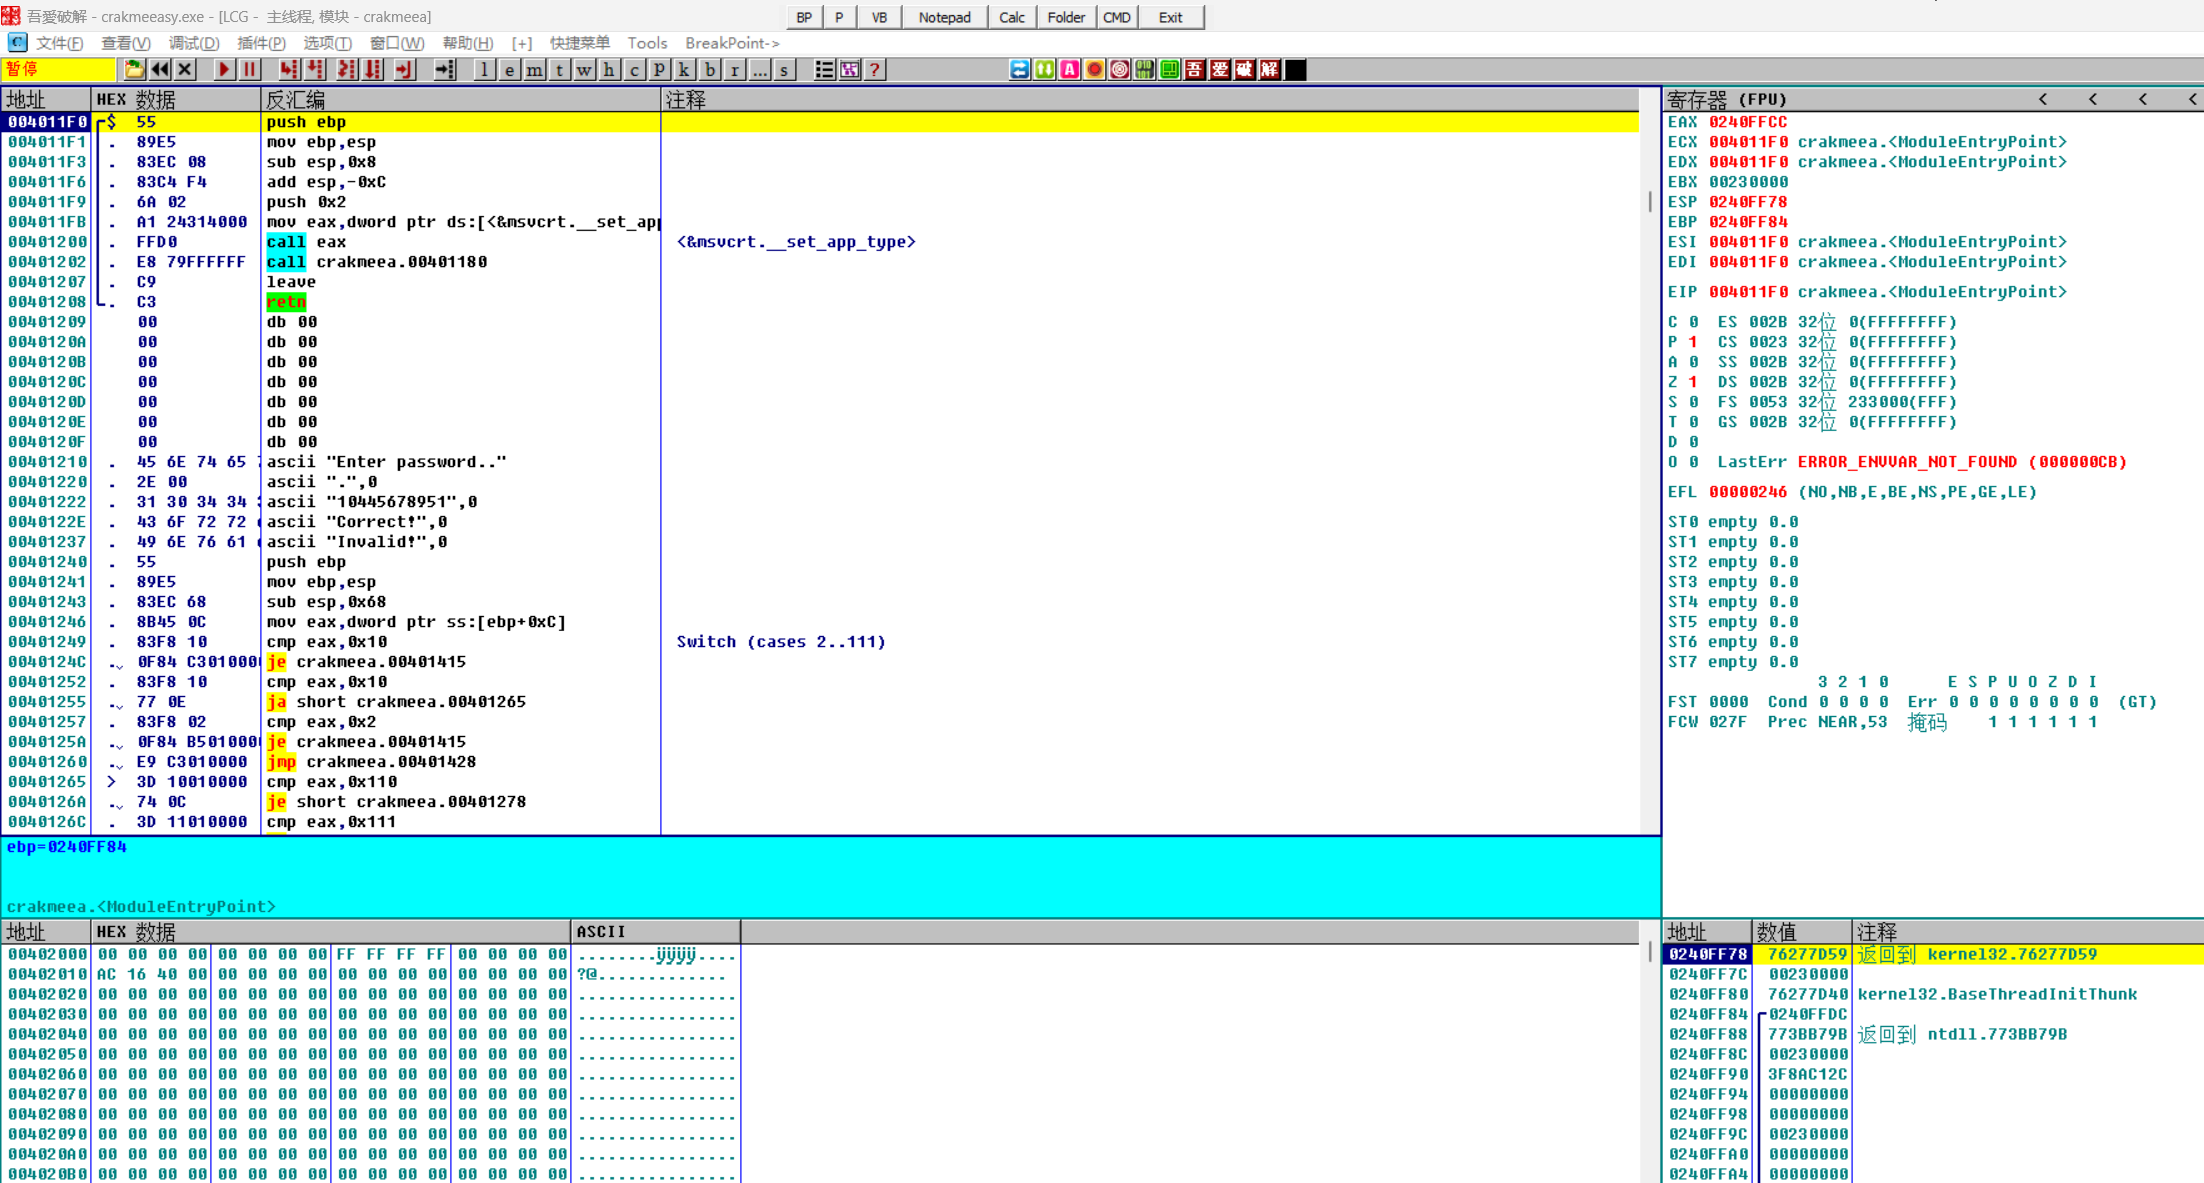 吾愛破解 - crakmeeasy.exe - [LCG - 主线程, 模块 - crakmeea]
BP P VB Notepad Calc Folder CMD Exit
文件(F) 查看(V) 调试(D) 插件(P) 选项(T) 窗口(W) 帮助(H) [+] 快捷菜单 Tools BreakPoint->
暂停 l e m t w h c p k b r ... s ? A 吾 爱 破 解
地址 HEX 数据 反汇编 注释
004011F0 $ 55 push ebp
004011F1 . 89E5 mov ebp,esp
004011F3 . 83EC 08 sub esp,0x8
004011F6 . 83C4 F4 add esp,-0xC
004011F9 . 6A 02 push 0x2
004011FB . A1 24314000 mov eax,dword ptr ds:[<&msvcrt.__set_app
00401200 . FFD0 call eax <&msvcrt.__set_app_type>
00401202 . E8 79FFFFFF call crakmeea.00401180
00401207 . C9 leave
00401208 . C3 retn
00401209 00 db 00
0040120A 00 db 00
0040120B 00 db 00
0040120C 00 db 00
0040120D 00 db 00
0040120E 00 db 00
0040120F 00 db 00
00401210 . 45 6E 74 65 ascii "Enter password.."
00401220 . 2E 00 ascii ".",0
00401222 . 31 30 34 34 ascii "10445678951",0
0040122E . 43 6F 72 72 ascii "Correct!",0
00401237 . 49 6E 76 61 ascii "Invalid!",0
00401240 . 55 push ebp
00401241 . 89E5 mov ebp,esp
00401243 . 83EC 68 sub esp,0x68
00401246 . 8B45 0C mov eax,dword ptr ss:[ebp+0xC]
00401249 . 83F8 10 cmp eax,0x10 Switch (cases 2..111)
0040124C . 0F84 C3010000 je crakmeea.00401415
00401252 . 83F8 10 cmp eax,0x10
00401255 . 77 0E ja short crakmeea.00401265
00401257 . 83F8 02 cmp eax,0x2
0040125A . 0F84 B5010000 je crakmeea.00401415
00401260 . E9 C3010000 jmp crakmeea.00401428
00401265 > 3D 10010000 cmp eax,0x110
0040126A . 74 0C je short crakmeea.00401278
0040126C . 3D 11010000 cmp eax,0x111
ebp=0240FF84
crakmeea.<ModuleEntryPoint>
寄存器 (FPU) < < < <
EAX 0240FFCC
ECX 004011F0 crakmeea.<ModuleEntryPoint>
EDX 004011F0 crakmeea.<ModuleEntryPoint>
EBX 00230000
ESP 0240FF78
EBP 0240FF84
ESI 004011F0 crakmeea.<ModuleEntryPoint>
EDI 004011F0 crakmeea.<ModuleEntryPoint>
EIP 004011F0 crakmeea.<ModuleEntryPoint>
C 0 ES 002B 32位 0(FFFFFFFF)
P 1 CS 0023 32位 0(FFFFFFFF)
A 0 SS 002B 32位 0(FFFFFFFF)
Z 1 DS 002B 32位 0(FFFFFFFF)
S 0 FS 0053 32位 233000(FFF)
T 0 GS 002B 32位 0(FFFFFFFF)
D 0
O 0 LastErr ERROR_ENVVAR_NOT_FOUND (000000CB)
EFL 00000246 (NO,NB,E,BE,NS,PE,GE,LE)
ST0 empty 0.0
ST1 empty 0.0
ST2 empty 0.0
ST3 empty 0.0
ST4 empty 0.0
ST5 empty 0.0
ST6 empty 0.0
ST7 empty 0.0
3 2 1 0 E S P U O Z D I
FST 0000 Cond 0 0 0 0 Err 0 0 0 0 0 0 0 0 (GT)
FCW 027F Prec NEAR,53 掩码 1 1 1 1 1 1
地址 HEX 数据 ASCII
00402000 00 00 00 00 00 00 00 00 FF FF FF FF 00 00 00 00 ........ÿÿÿÿ....
00402010 AC 16 40 00 00 00 00 00 00 00 00 00 00 00 00 00 ?@.............
00402020 00 00 00 00 00 00 00 00 00 00 00 00 00 00 00 00 ................
00402030 00 00 00 00 00 00 00 00 00 00 00 00 00 00 00 00 ................
00402040 00 00 00 00 00 00 00 00 00 00 00 00 00 00 00 00 ................
00402050 00 00 00 00 00 00 00 00 00 00 00 00 00 00 00 00 ................
00402060 00 00 00 00 00 00 00 00 00 00 00 00 00 00 00 00 ................
00402070 00 00 00 00 00 00 00 00 00 00 00 00 00 00 00 00 ................
00402080 00 00 00 00 00 00 00 00 00 00 00 00 00 00 00 00 ................
00402090 00 00 00 00 00 00 00 00 00 00 00 00 00 00 00 00 ................
004020A0 00 00 00 00 00 00 00 00 00 00 00 00 00 00 00 00 ................
004020B0 00 00 00 00 00 00 00 00 00 00 00 00 00 00 00 00 ................
地址 数值 注释
0240FF78 76277D59 返回到 kernel32.76277D59
0240FF7C 00230000
0240FF80 76277D40 kernel32.BaseThreadInitThunk
0240FF84 0240FFDC
0240FF88 773BB79B 返回到 ntdll.773BB79B
0240FF8C 00230000
0240FF90 3F8AC12C
0240FF94 00000000
0240FF98 00000000
0240FF9C 00230000
0240FFA0 00000000
0240FFA4 00000000